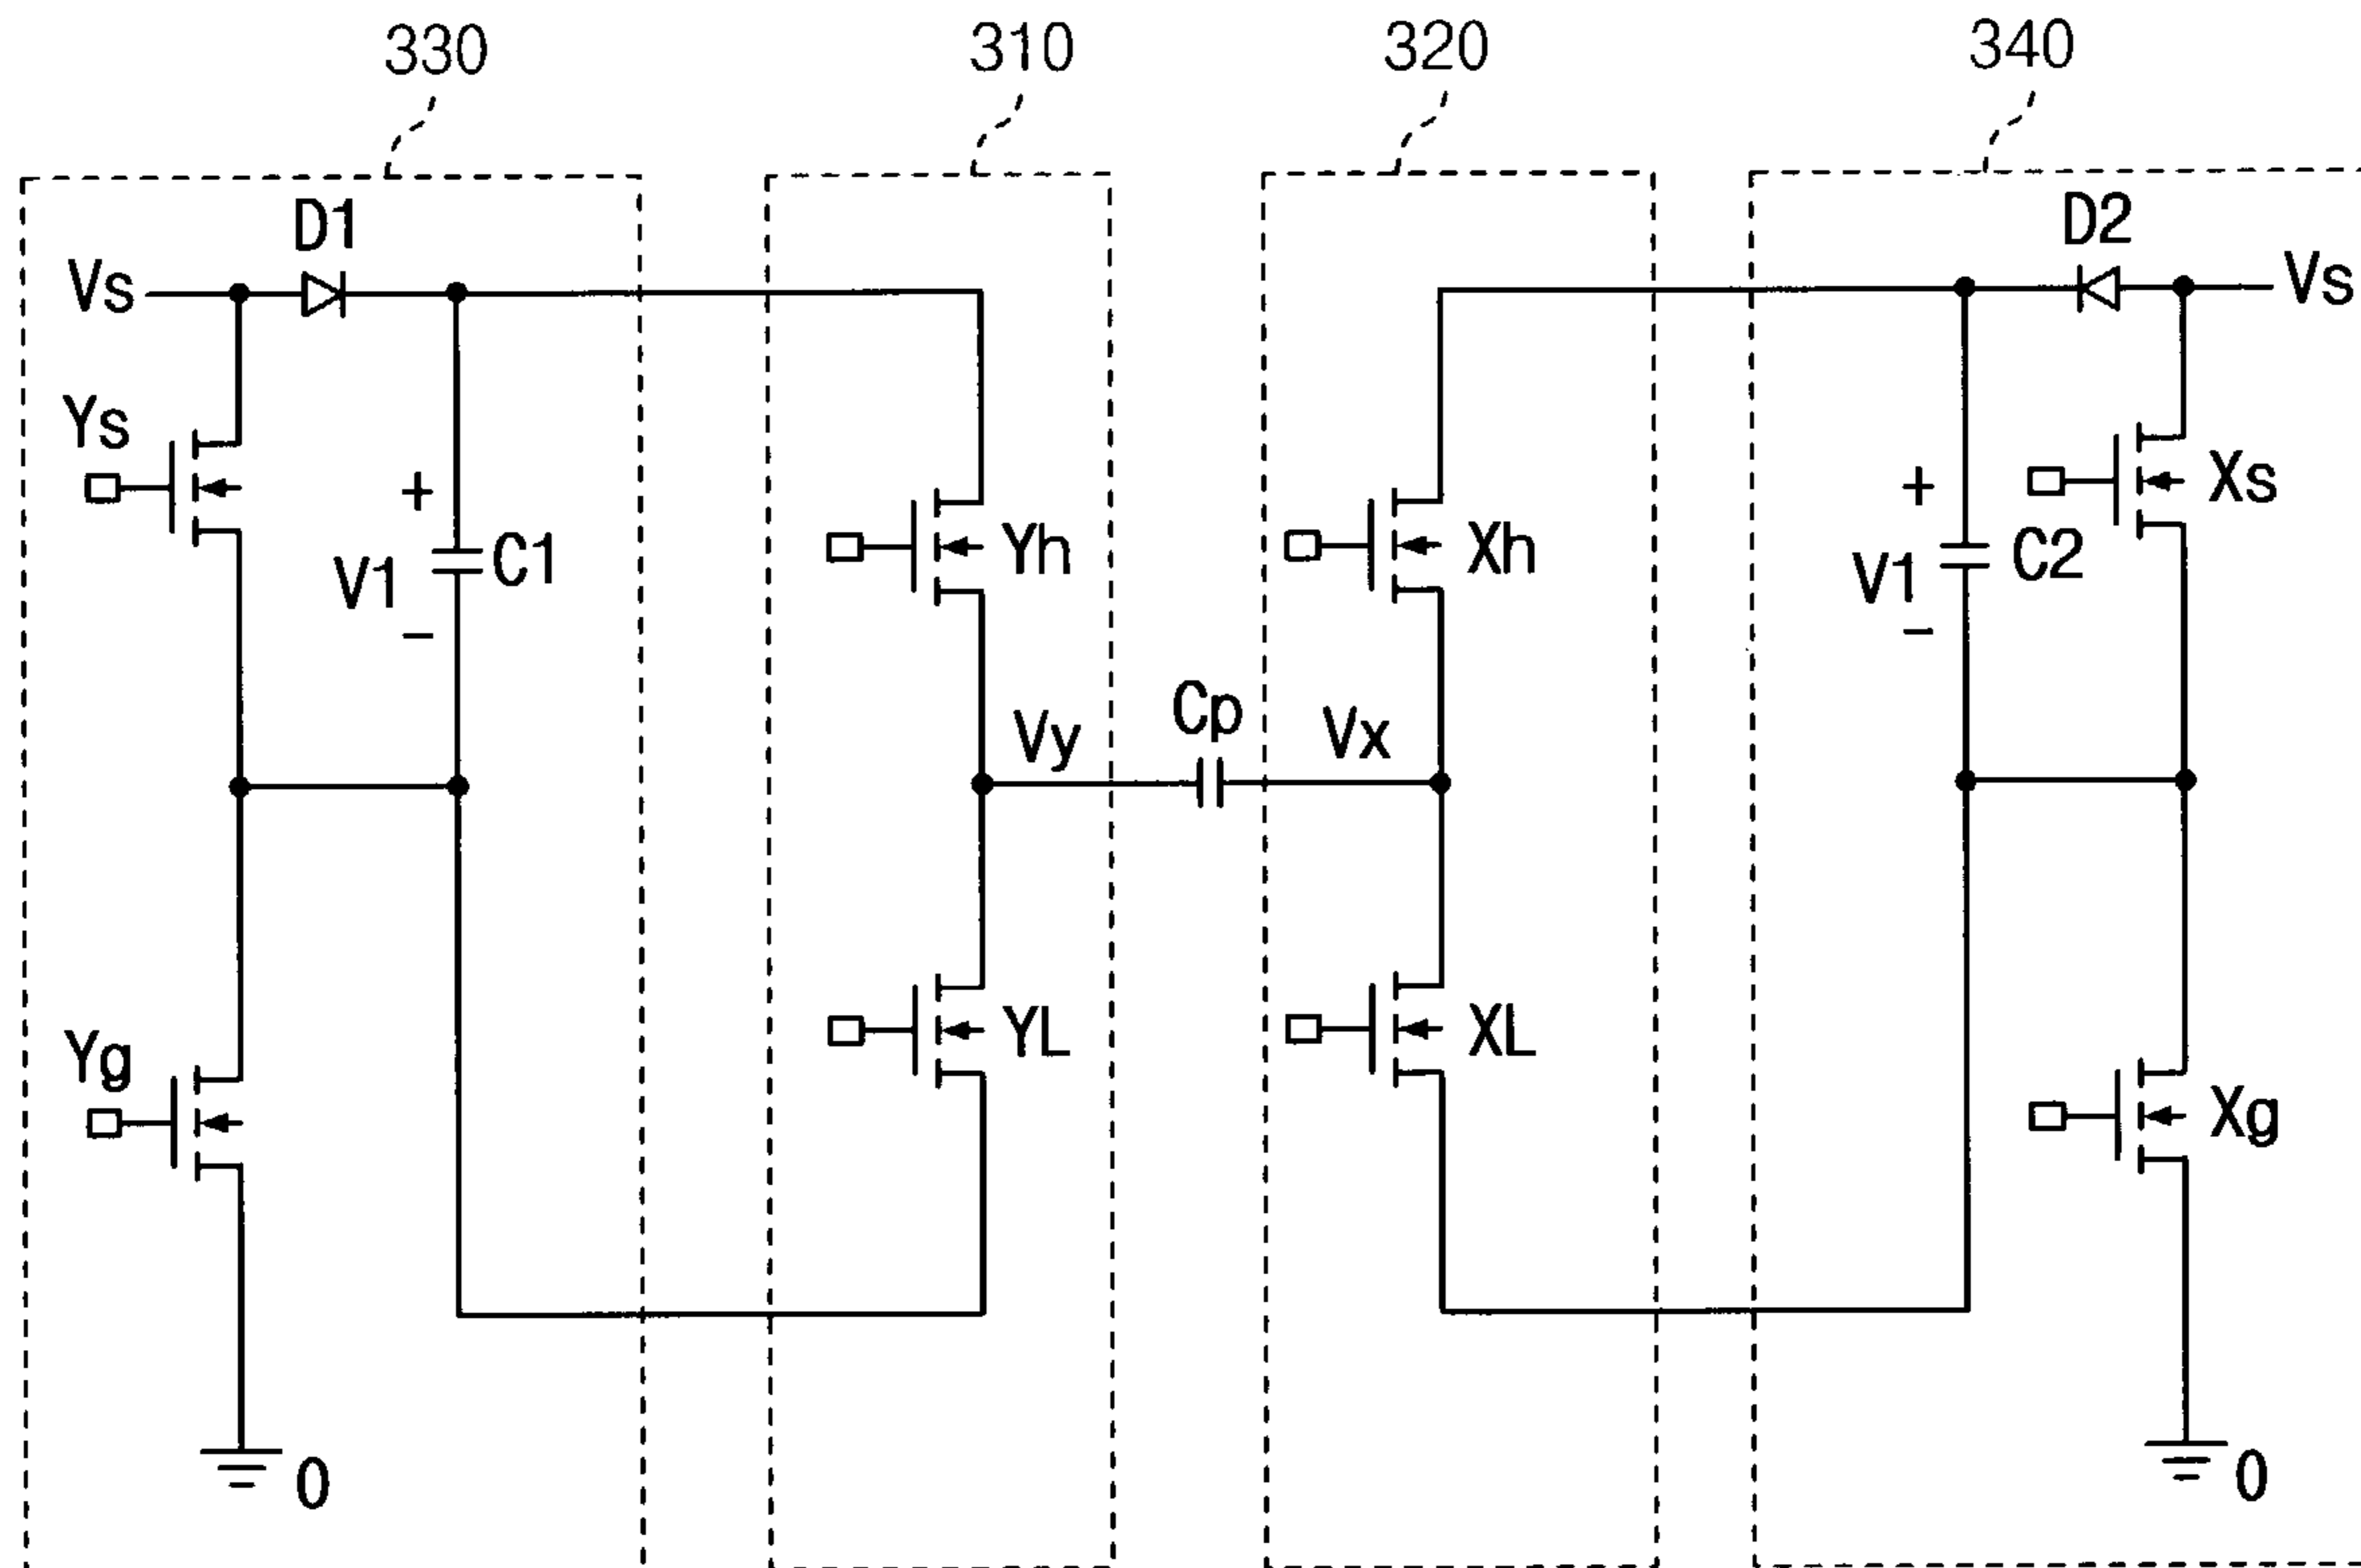 330
310
320
340
D1
D2
Vs
Vs
Ys
Xs
+
+
Yh
Xh
V1
C1
V1
C2
−
−
Vy
Cp
Vx
Yg
YL
XL
Xg
0
0